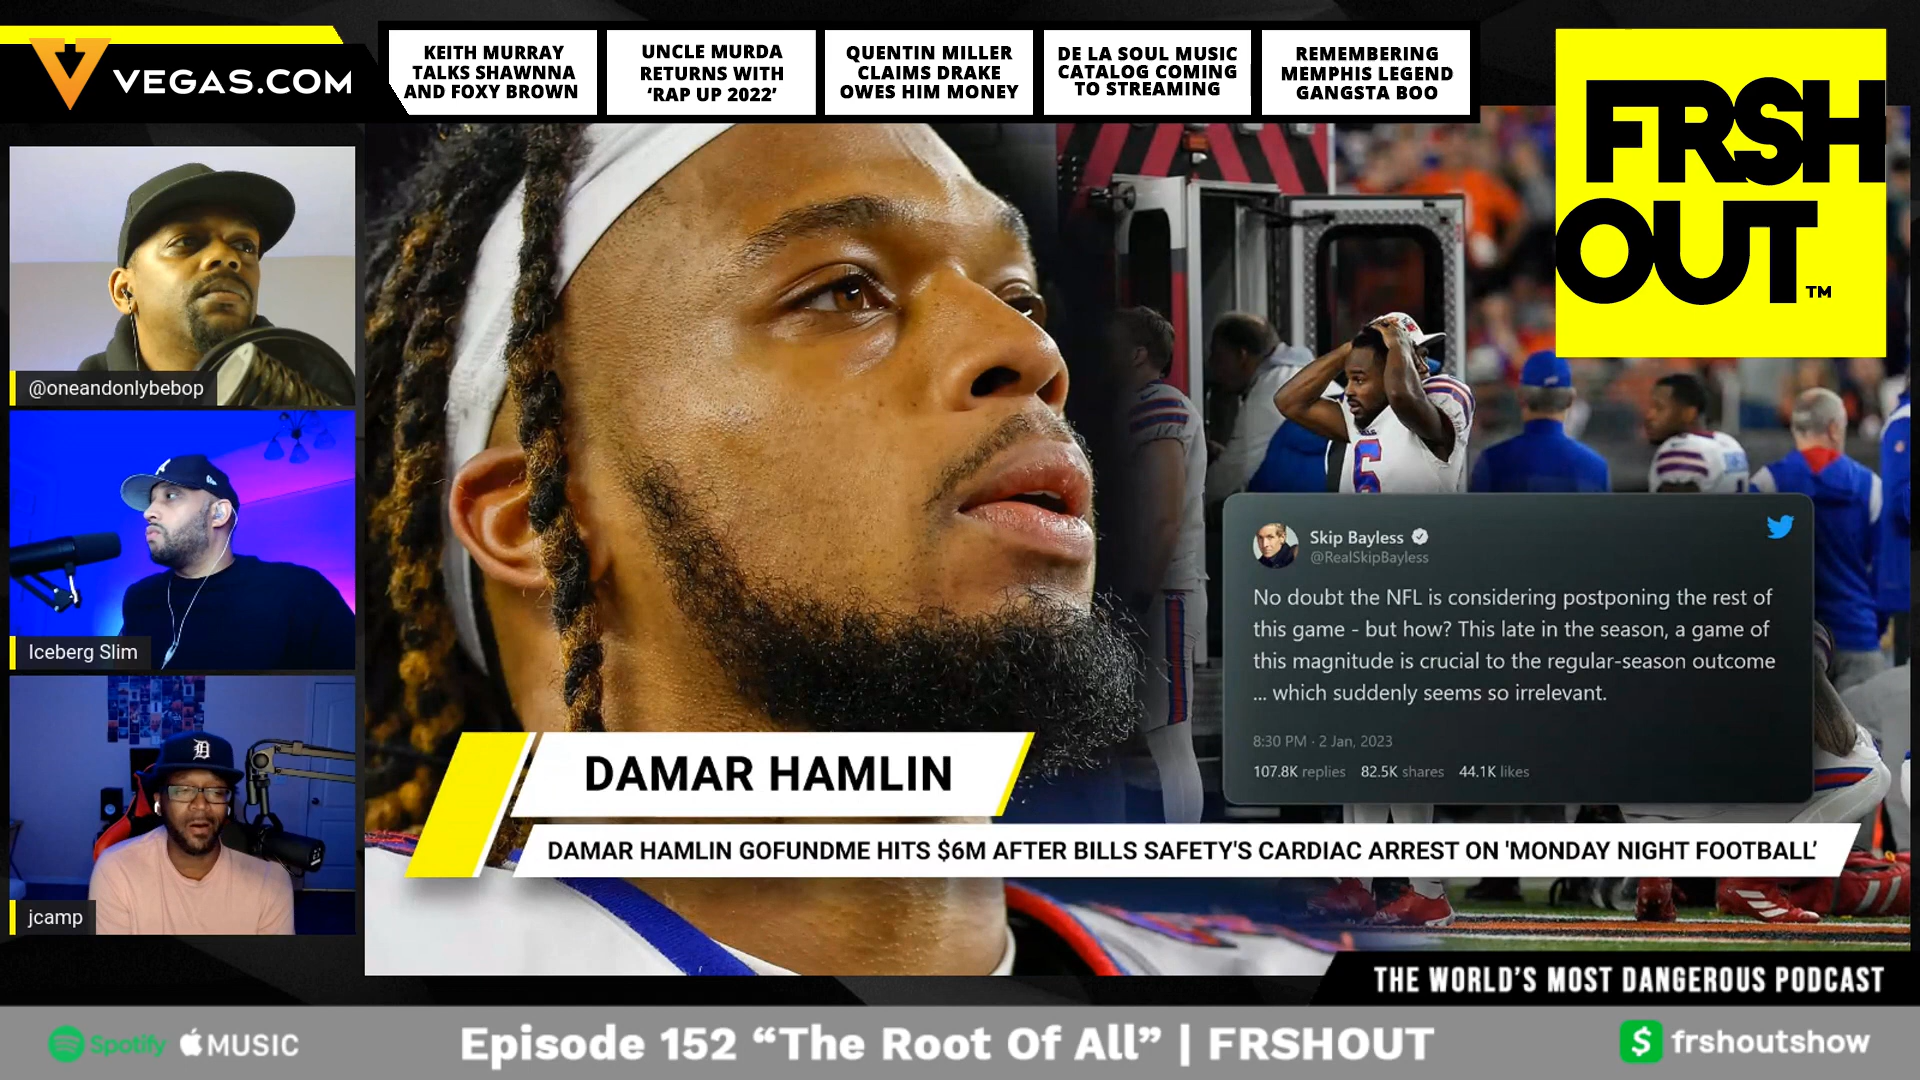 VEGAS.COM
KEITH MURRAY
TALKS SHAWNNA
AND FOXY BROWN
UNCLE MURDA
RETURNS WITH
‘RAP UP 2022’
QUENTIN MILLER
CLAIMS DRAKE
OWES HIM MONEY
DE LA SOUL MUSIC
CATALOG COMING
TO STREAMING
REMEMBERING
MEMPHIS LEGEND
GANGSTA BOO
FRSH
OUT™
@oneandonlybebop
Iceberg Slim
jcamp
6
Skip Bayless
@RealSkipBayless
No doubt the NFL is considering postponing the rest of
this game - but how? This late in the season, a game of
this magnitude is crucial to the regular-season outcome
... which suddenly seems so irrelevant.
8:30 PM · 2 Jan, 2023
107.8K replies 82.5K shares 44.1K likes
DAMAR HAMLIN
DAMAR HAMLIN GOFUNDME HITS $6M AFTER BILLS SAFETY'S CARDIAC ARREST ON 'MONDAY NIGHT FOOTBALL’
THE WORLD’S MOST DANGEROUS PODCAST
Spotify MUSIC
Episode 152 “The Root Of All” | FRSHOUT
$ frshoutshow